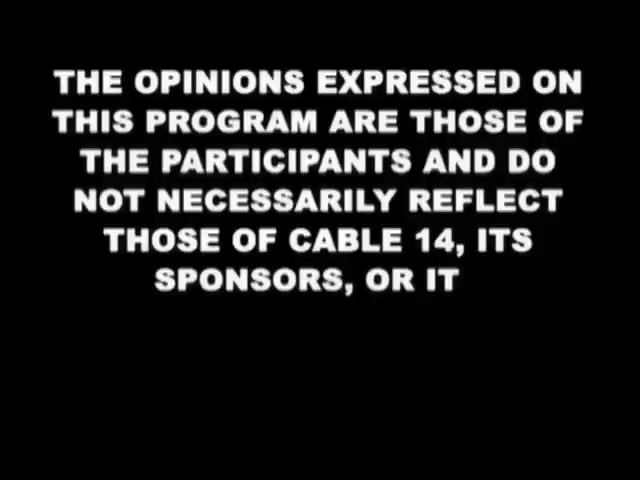 THE OPINIONS EXPRESSED ON
THIS PROGRAM ARE THOSE OF
THE PARTICIPANTS AND DO
NOT NECESSARILY REFLECT
THOSE OF CABLE 14, ITS
SPONSORS, OR IT